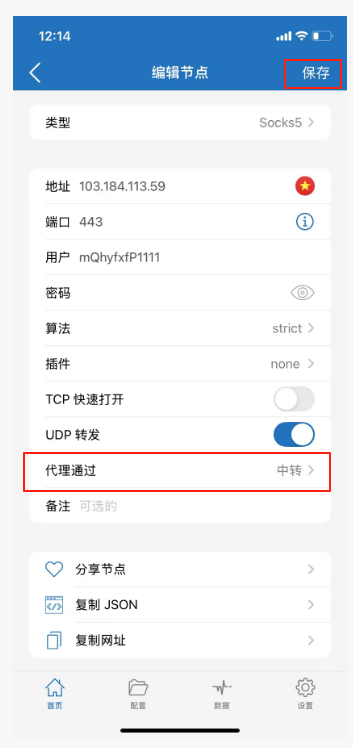 12:14
编辑节点
保存
类型 Socks5
地址 103.184.113.59
端口 443
用户 mQhyfxfP1111
密码
算法 strict
插件 none
TCP 快速打开
UDP 转发
代理通过 中转
备注 可选的
分享节点
复制 JSON
复制网址
首页 配置 数据 设置